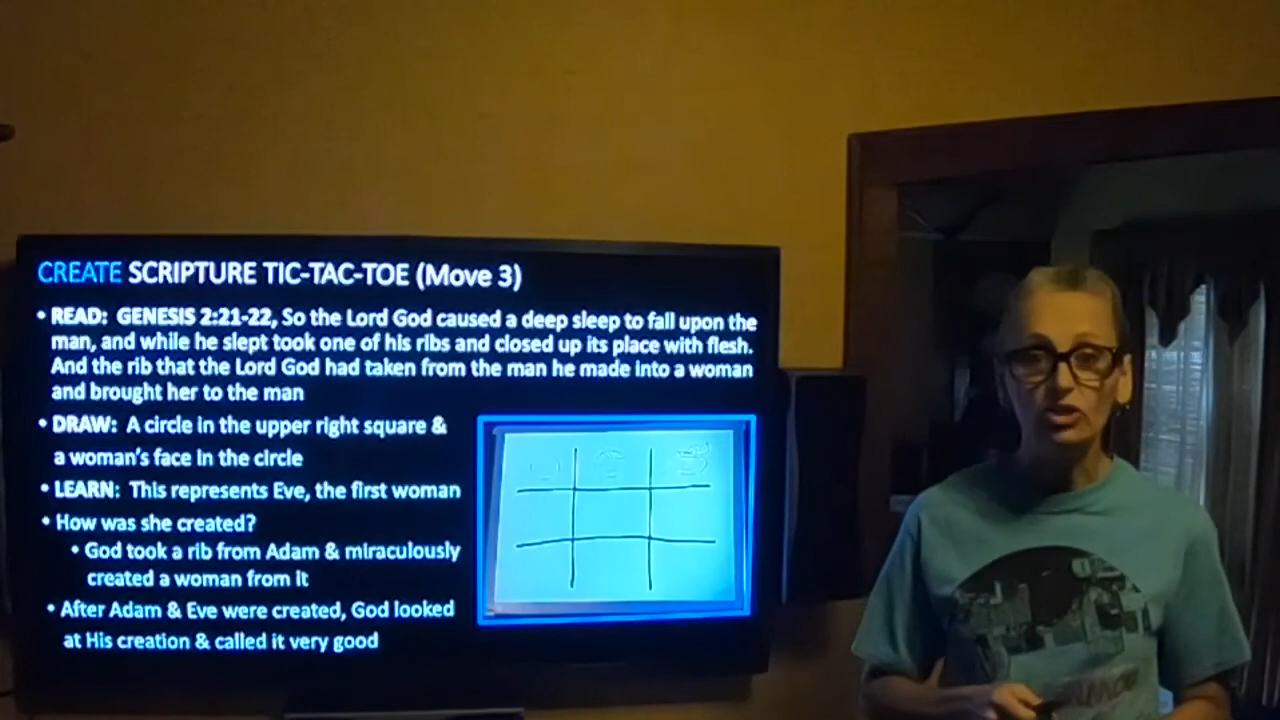 CREATE SCRIPTURE TIC-TAC-TOE (Move 3)
• READ: GENESIS 2:21-22, So the Lord God caused a deep sleep to fall upon the
man, and while he slept took one of his ribs and closed up its place with flesh.
And the rib that the Lord God had taken from the man he made into a woman
and brought her to the man
• DRAW: A circle in the upper right square &
a woman's face in the circle
• LEARN: This represents Eve, the first woman
• How was she created?
• God took a rib from Adam & miraculously
created a woman from it
• After Adam & Eve were created, God looked
at His creation & called it very good